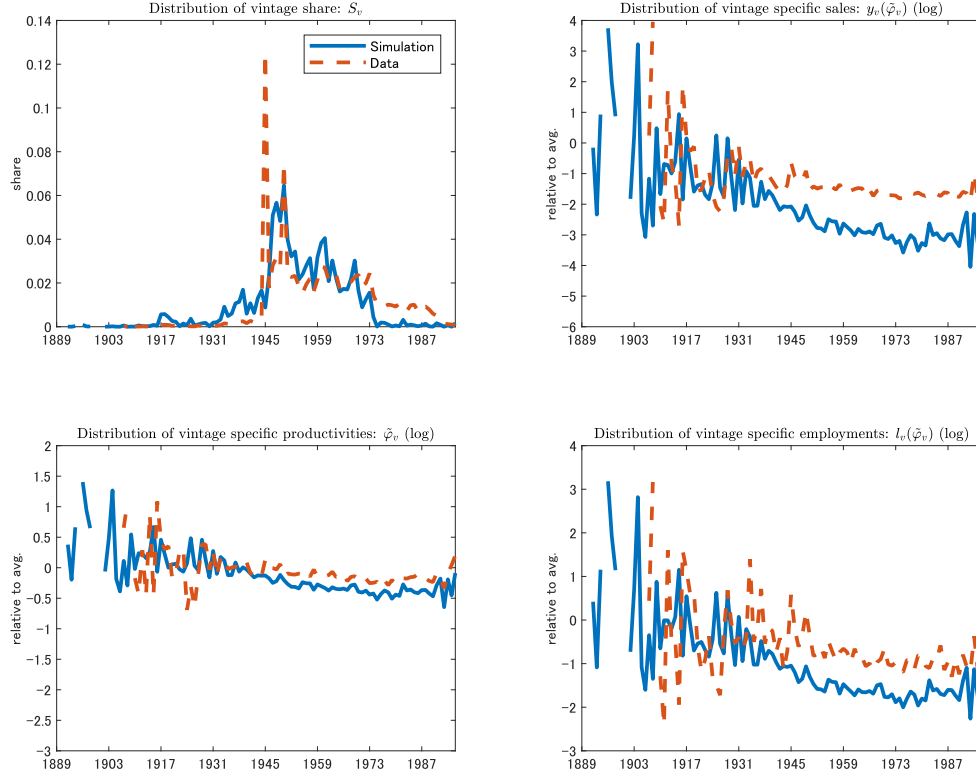 Distribution of vintage share: S_v
0.14
0.12
0.1
0.08
0.06
0.04
0.02
0
share
Simulation
Data
1889 1903 1917 1931 1945 1959 1973 1987
Distribution of vintage specific sales: y_v(φ̃_v) (log)
4
3
2
1
0
-1
-2
-3
-4
-5
-6
relative to avg.
1889 1903 1917 1931 1945 1959 1973 1987
Distribution of vintage specific productivities: φ̃_v (log)
2
1.5
1
0.5
0
-0.5
-1
-1.5
-2
-2.5
-3
relative to avg.
1889 1903 1917 1931 1945 1959 1973 1987
Distribution of vintage specific employments: l_v(φ̃_v) (log)
4
3
2
1
0
-1
-2
-3
relative to avg.
1889 1903 1917 1931 1945 1959 1973 1987